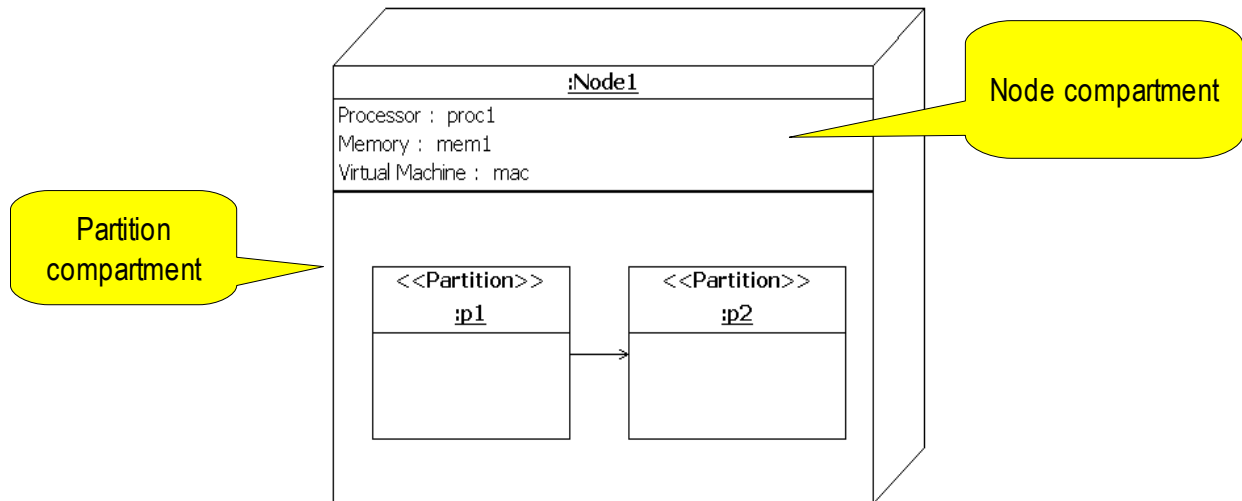 :Node1
Processor : proc1
Memory : mem1
Virtual Machine : mac
Node compartment
Partition
compartment
<<Partition>>
:p1
<<Partition>>
:p2